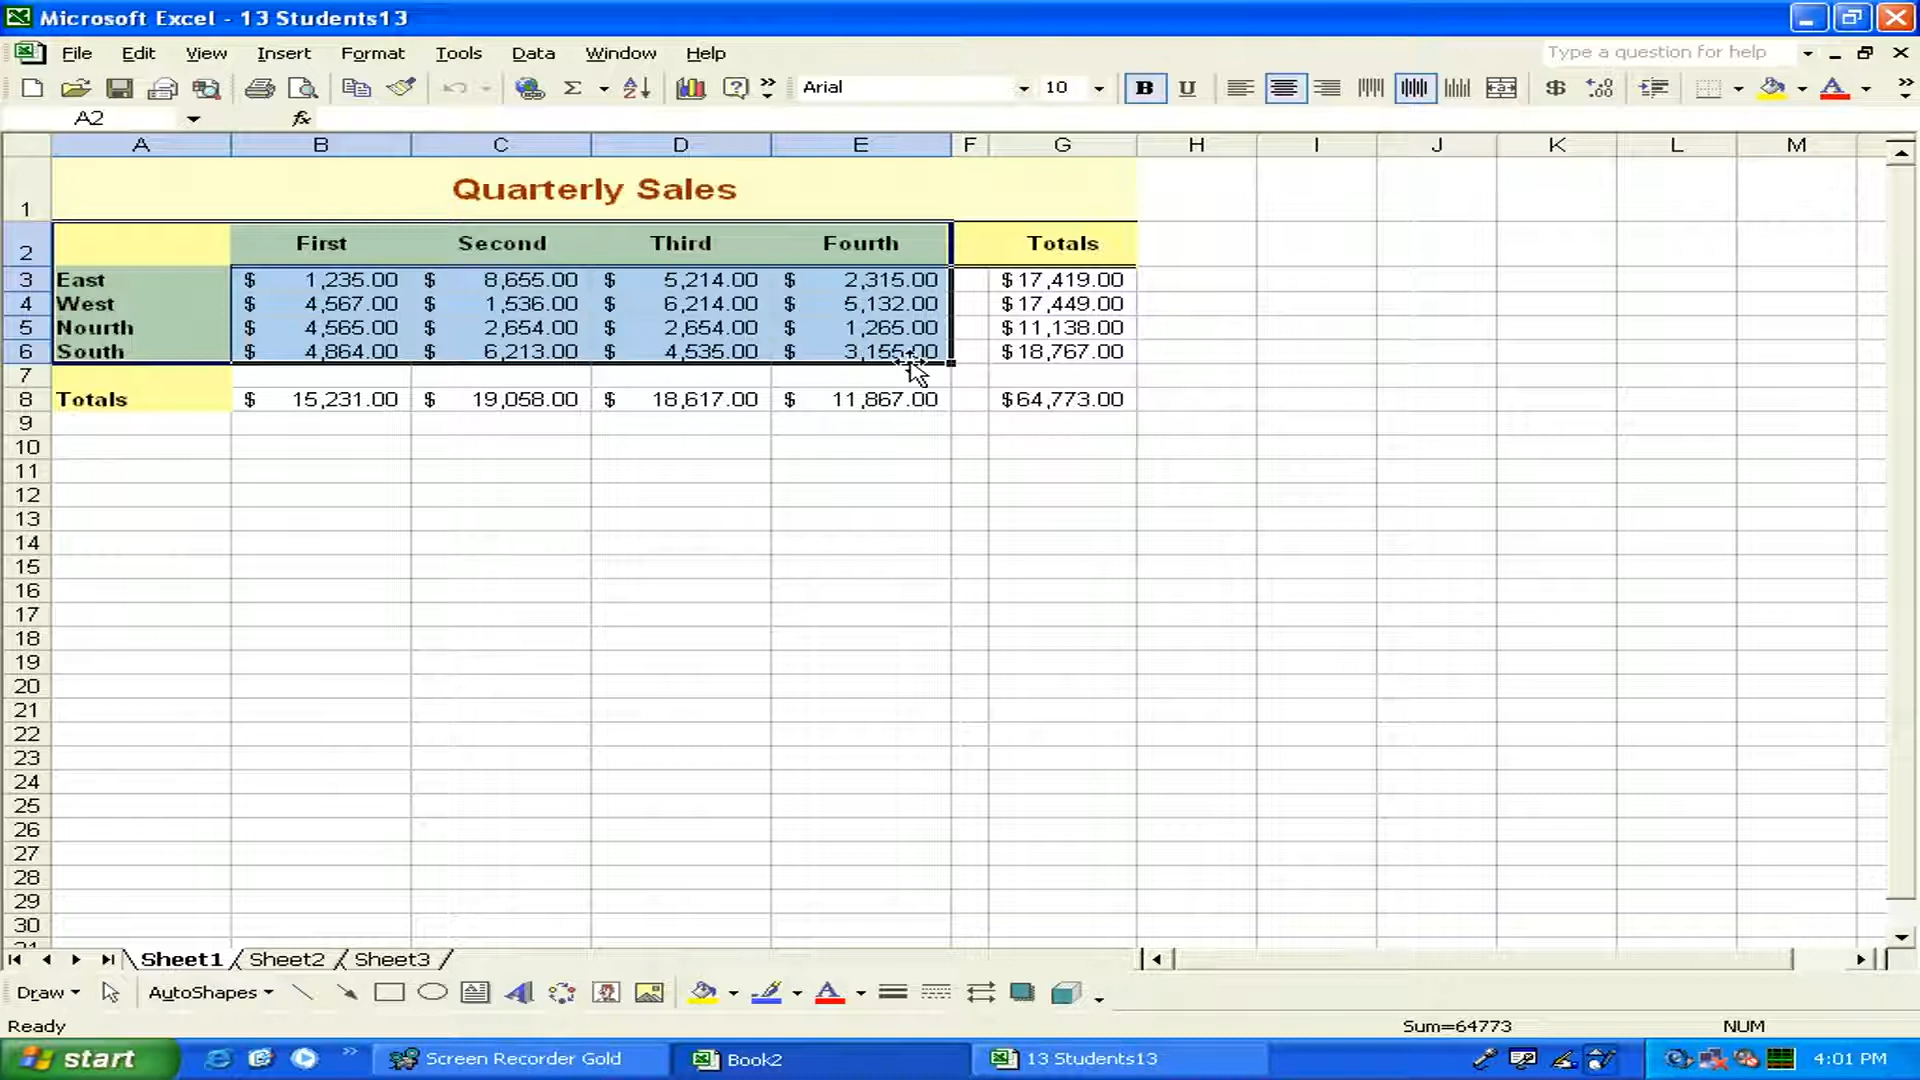 Microsoft Excel - 13 Students13
File Edit View Insert Format Tools Data Window Help Type a question for help
Arial 10 B U $
A2 fx
A B C D E F G H I J K L M
1 Quarterly Sales
2 First Second Third Fourth Totals
3 East $ 1,235.00 $ 8,655.00 $ 5,214.00 $ 2,315.00 $17,419.00
4 West $ 4,567.00 $ 1,536.00 $ 6,214.00 $ 5,132.00 $17,449.00
5 Nourth $ 4,565.00 $ 2,654.00 $ 2,654.00 $ 1,265.00 $11,138.00
6 South $ 4,864.00 $ 6,213.00 $ 4,535.00 $ 3,155.00 $18,767.00
7
8 Totals $ 15,231.00 $ 19,058.00 $ 18,617.00 $ 11,867.00 $64,773.00
9
10
11
12
13
14
15
16
17
18
19
20
21
22
23
24
25
26
27
28
29
30
31
Sheet1 Sheet2 Sheet3
Draw AutoShapes A
Ready Sum=64773 NUM
start Screen Recorder Gold Book2 13 Students13 4:01 PM